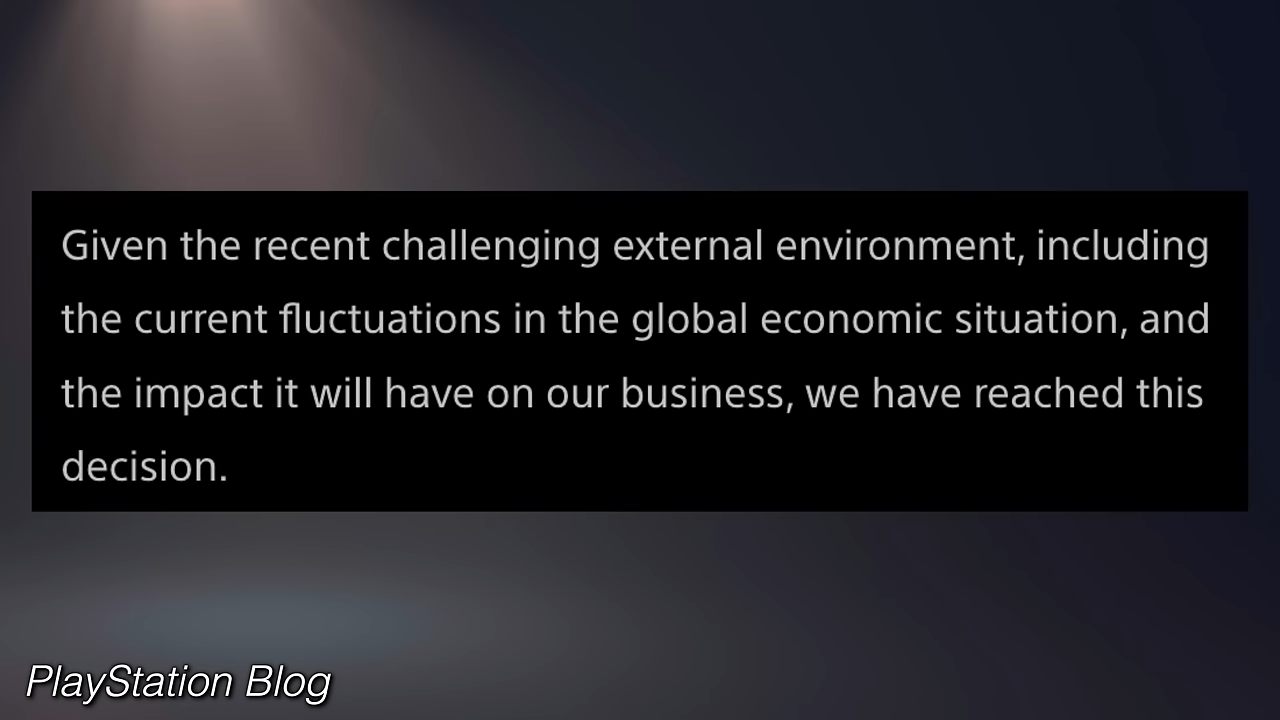 Given the recent challenging external environment, including
the current fluctuations in the global economic situation, and
the impact it will have on our business, we have reached this
decision.
PlayStation Blog